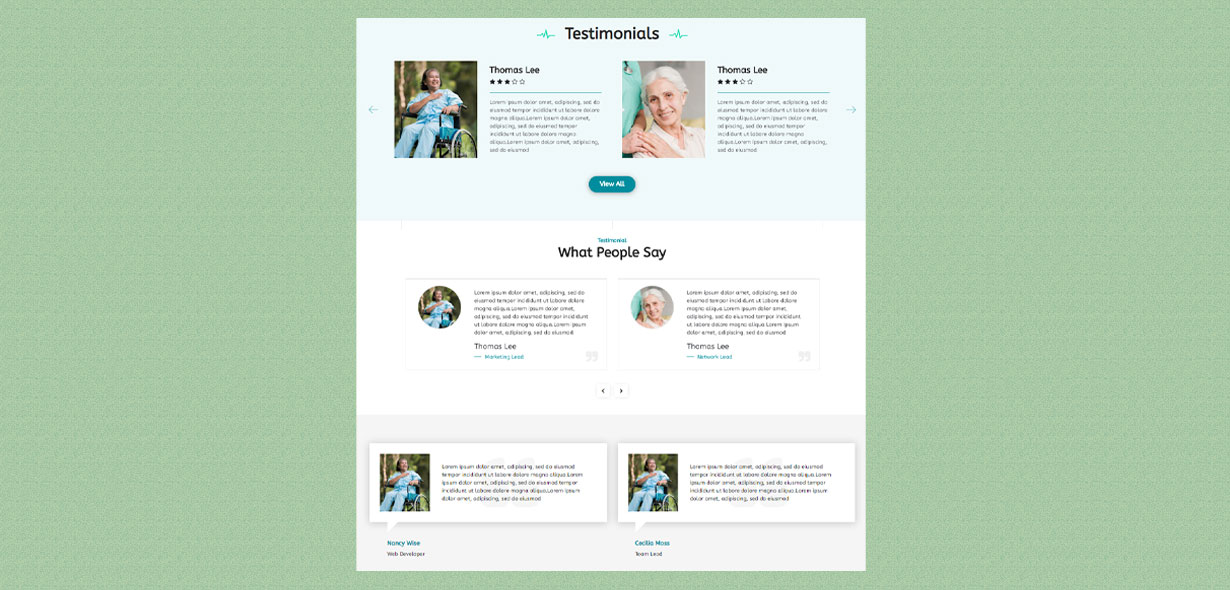 Testimonials
Thomas Lee
Lorem ipsum dolor amet, adipiscing, sed do
eiusmod tempor incididunt ut labore dolore
magna aliqua.Lorem ipsum dolor amet,
adipiscing, sed do eiusmod tempor
incididunt ut labore dolore magna
aliqua.Lorem ipsum dolor amet, adipiscing,
sed do eiusmod
Thomas Lee
Lorem ipsum dolor amet, adipiscing, sed do
eiusmod tempor incididunt ut labore dolore
magna aliqua.Lorem ipsum dolor amet,
adipiscing, sed do eiusmod tempor
incididunt ut labore dolore magna
aliqua.Lorem ipsum dolor amet, adipiscing,
sed do eiusmod
View All
Testimonial
What People Say
Lorem ipsum dolor amet, adipiscing, sed do
eiusmod tempor incididunt ut labore dolore
magna aliqua.Lorem ipsum dolor amet,
adipiscing, sed do eiusmod tempor incididunt
ut labore dolore magna aliqua.Lorem ipsum
dolor amet, adipiscing, sed do eiusmod
Thomas Lee
Marketing Lead
Lorem ipsum dolor amet, adipiscing, sed do
eiusmod tempor incididunt ut labore dolore
magna aliqua.Lorem ipsum dolor amet,
adipiscing, sed do eiusmod tempor incididunt
ut labore dolore magna aliqua.Lorem ipsum
dolor amet, adipiscing, sed do eiusmod
Thomas Lee
Network Lead
Lorem ipsum dolor amet, adipiscing, sed do eiusmod
tempor incididunt ut labore dolore magna aliqua.Lorem
ipsum dolor amet, adipiscing, sed do eiusmod tempor
incididunt ut labore dolore magna aliqua.Lorem ipsum
dolor amet, adipiscing, sed do eiusmod
Nancy Wise
Web Developer
Lorem ipsum dolor amet, adipiscing, sed do eiusmod
tempor incididunt ut labore dolore magna aliqua.Lorem
ipsum dolor amet, adipiscing, sed do eiusmod tempor
incididunt ut labore dolore magna aliqua.Lorem ipsum
dolor amet, adipiscing, sed do eiusmod
Cecilia Moss
Team Lead